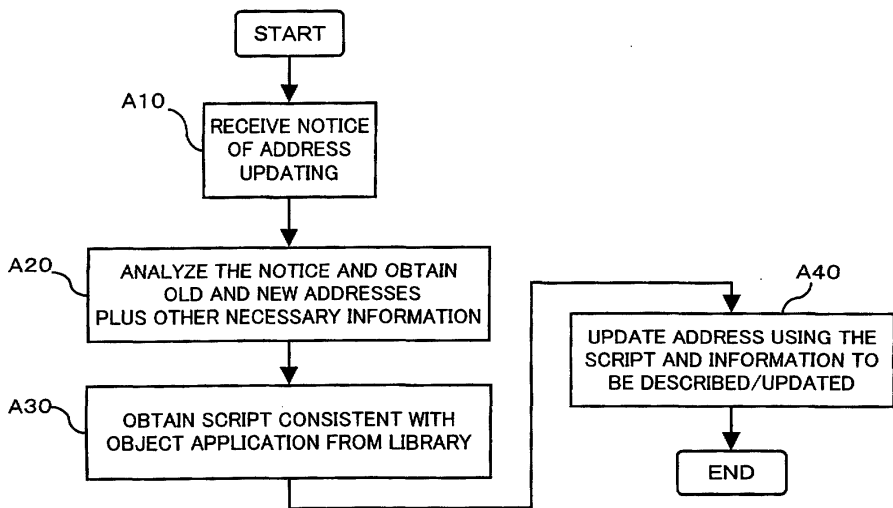 START
A10
RECEIVE NOTICE
OF ADDRESS
UPDATING
A20
ANALYZE THE NOTICE AND OBTAIN
OLD AND NEW ADDRESSES
PLUS OTHER NECESSARY INFORMATION
A30
OBTAIN SCRIPT CONSISTENT WITH
OBJECT APPLICATION FROM LIBRARY
A40
UPDATE ADDRESS USING THE
SCRIPT AND INFORMATION TO
BE DESCRIBED/UPDATED
END